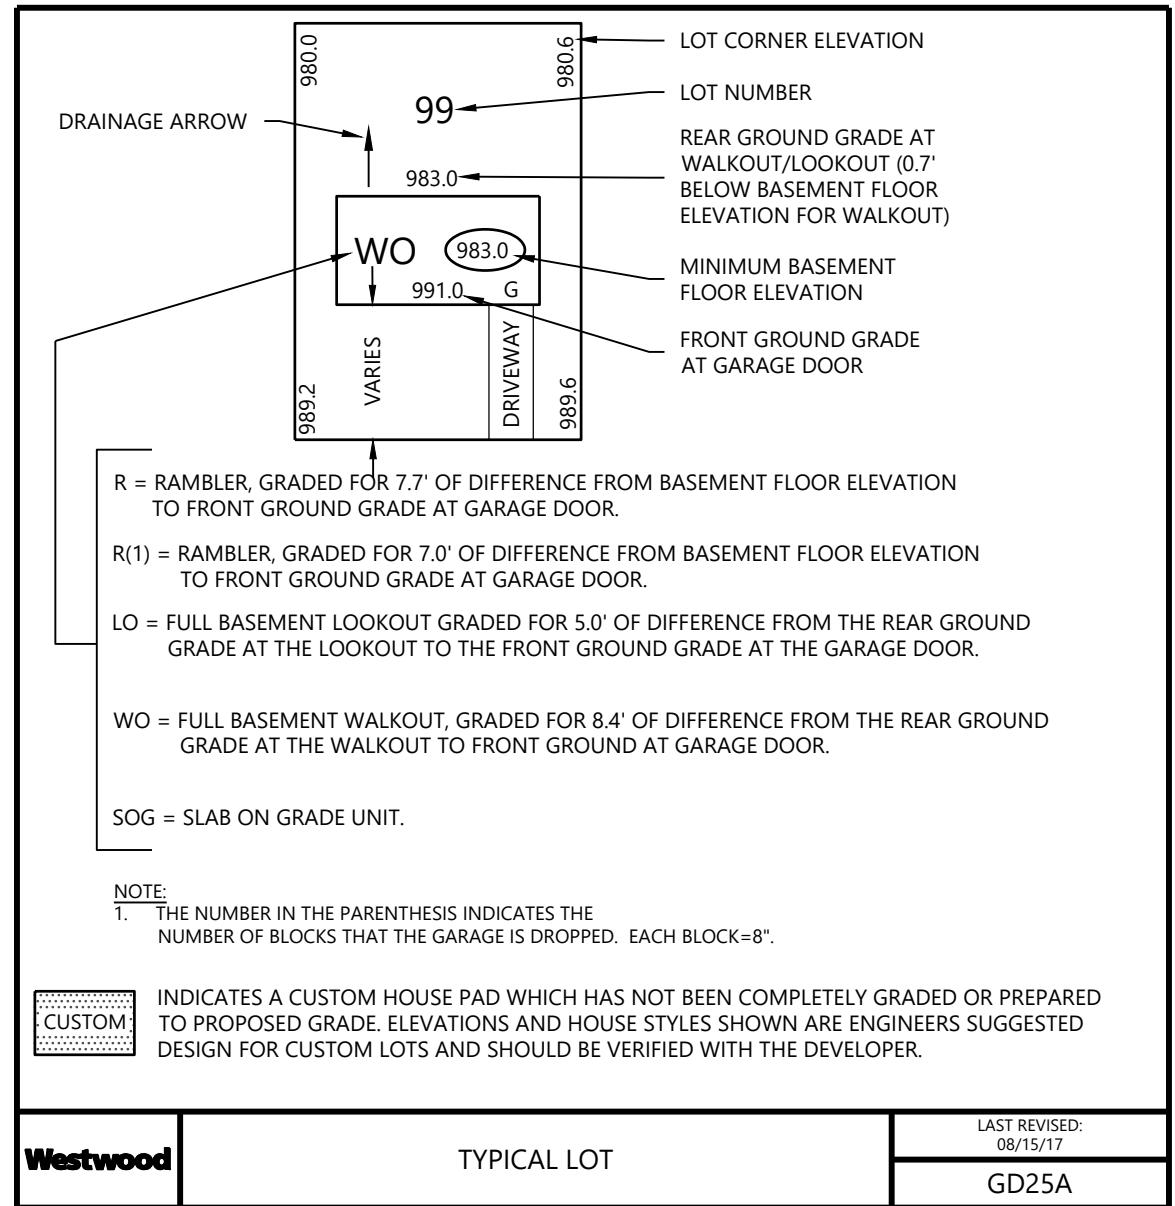 980.0
980.6
LOT CORNER ELEVATION
99
LOT NUMBER
DRAINAGE ARROW
REAR GROUND GRADE AT
WALKOUT/LOOKOUT (0.7'
BELOW BASEMENT FLOOR
ELEVATION FOR WALKOUT)
983.0
WO
983.0
MINIMUM BASEMENT
FLOOR ELEVATION
991.0
G
FRONT GROUND GRADE
AT GARAGE DOOR
VARIES
DRIVEWAY
989.2
989.6
R = RAMBLER, GRADED FOR 7.7' OF DIFFERENCE FROM BASEMENT FLOOR ELEVATION
TO FRONT GROUND GRADE AT GARAGE DOOR.
R(1) = RAMBLER, GRADED FOR 7.0' OF DIFFERENCE FROM BASEMENT FLOOR ELEVATION
TO FRONT GROUND GRADE AT GARAGE DOOR.
LO = FULL BASEMENT LOOKOUT GRADED FOR 5.0' OF DIFFERENCE FROM THE REAR GROUND
GRADE AT THE LOOKOUT TO THE FRONT GROUND GRADE AT THE GARAGE DOOR.
WO = FULL BASEMENT WALKOUT, GRADED FOR 8.4' OF DIFFERENCE FROM THE REAR GROUND
GRADE AT THE WALKOUT TO FRONT GROUND AT GARAGE DOOR.
SOG = SLAB ON GRADE UNIT.
NOTE:
1. THE NUMBER IN THE PARENTHESIS INDICATES THE
NUMBER OF BLOCKS THAT THE GARAGE IS DROPPED. EACH BLOCK=8".
CUSTOM
INDICATES A CUSTOM HOUSE PAD WHICH HAS NOT BEEN COMPLETELY GRADED OR PREPARED
TO PROPOSED GRADE. ELEVATIONS AND HOUSE STYLES SHOWN ARE ENGINEERS SUGGESTED
DESIGN FOR CUSTOM LOTS AND SHOULD BE VERIFIED WITH THE DEVELOPER.
Westwood
TYPICAL LOT
LAST REVISED:
08/15/17
GD25A